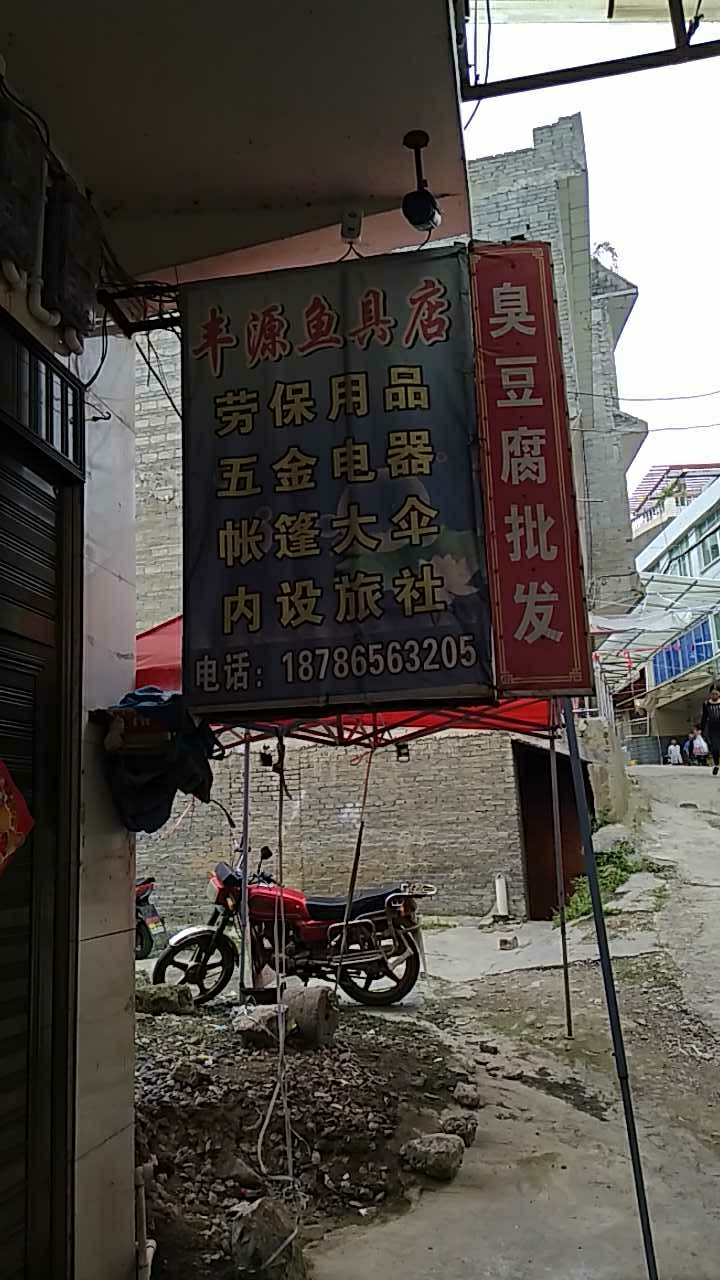 丰源鱼具店
劳保用品
五金电器
帐篷大伞
内设旅社
电话：18786563205
臭豆腐批发